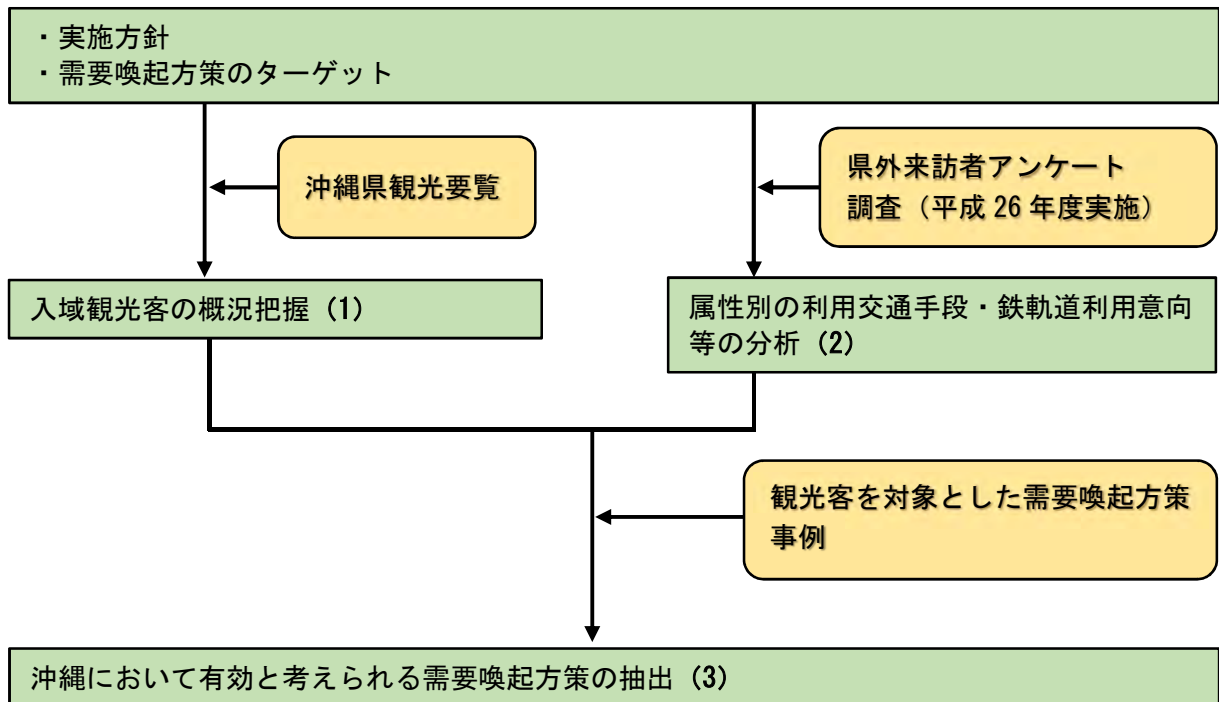 ・実施方針
・需要喚起方策のターゲット
沖縄県観光要覧
県外来訪者アンケート
調査（平成 26 年度実施）
入域観光客の概況把握（1）
属性別の利用交通手段・鉄軌道利用意向
等の分析（2）
観光客を対象とした需要喚起方策
事例
沖縄において有効と考えられる需要喚起方策の抽出（3）